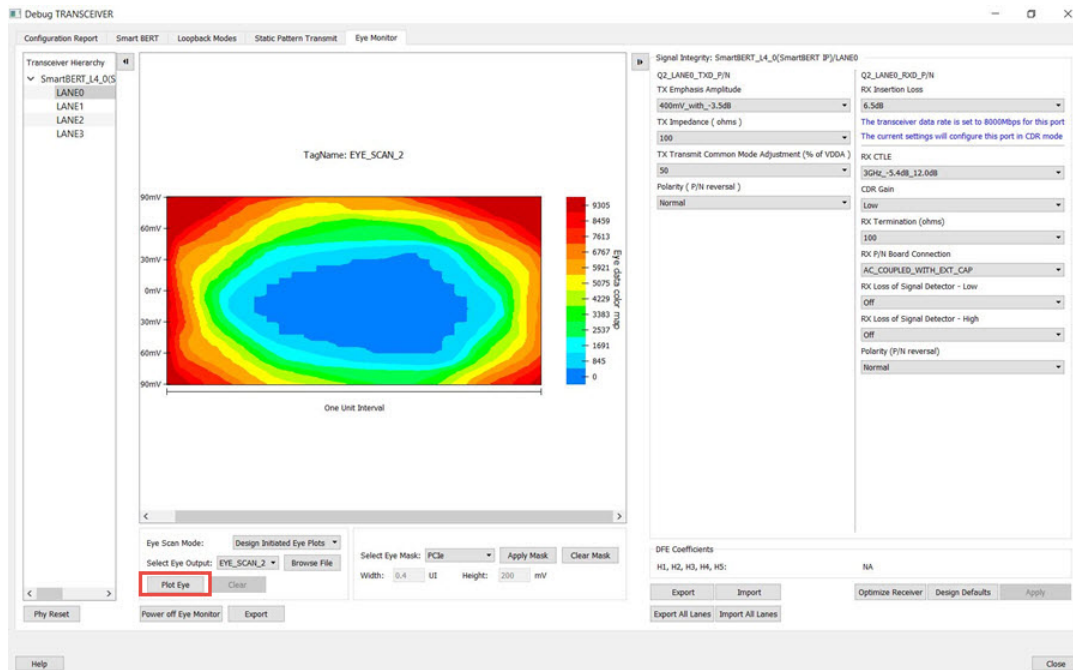 Debug TRANSCEIVER
Configuration Report Smart BERT Loopback Modes Static Pattern Transmit Eye Monitor
Transceiver Hierarchy
SmartBERT_L4_0(S
LANE0
LANE1
LANE2
LANE3
Phy Reset
TagName: EYE_SCAN_2
90mV
60mV
30mV
0mV
30mV
60mV
90mV
One Unit Interval
9305
8459
7613
6767
5921
5075
4229
3383
2537
1691
845
0
Eye data color map
Eye Scan Mode: Design Initiated Eye Plots
Select Eye Output: EYE_SCAN_2 Browse File
Plot Eye Clear
Select Eye Mask: PCIe Apply Mask Clear Mask
Width: 0.4 UI Height: 200 mV
Power off Eye Monitor Export
Signal Integrity: SmartBERT_L4_0(SmartBERT IP)/LANE0
Q2_LANE0_TXD_P/N
TX Emphasis Amplitude
400mV_with_-3.5dB
TX Impedance ( ohms )
100
TX Transmit Common Mode Adjustment (% of VDDA )
50
Polarity ( P/N reversal )
Normal
Q2_LANE0_RXD_P/N
RX Insertion Loss
6.5dB
The transceiver data rate is set to 8000Mbps for this port
The current settings will configure this port in CDR mode
RX CTLE
3GHz_-5.4dB_12.0dB
CDR Gain
Low
RX Termination (ohms)
100
RX P/N Board Connection
AC_COUPLED_WITH_EXT_CAP
RX Loss of Signal Detector - Low
Off
RX Loss of Signal Detector - High
Off
Polarity (P/N reversal)
Normal
DFE Coefficients
H1, H2, H3, H4, H5: NA
Export Import Optimize Receiver Design Defaults Apply
Export All Lanes Import All Lanes
Help Close